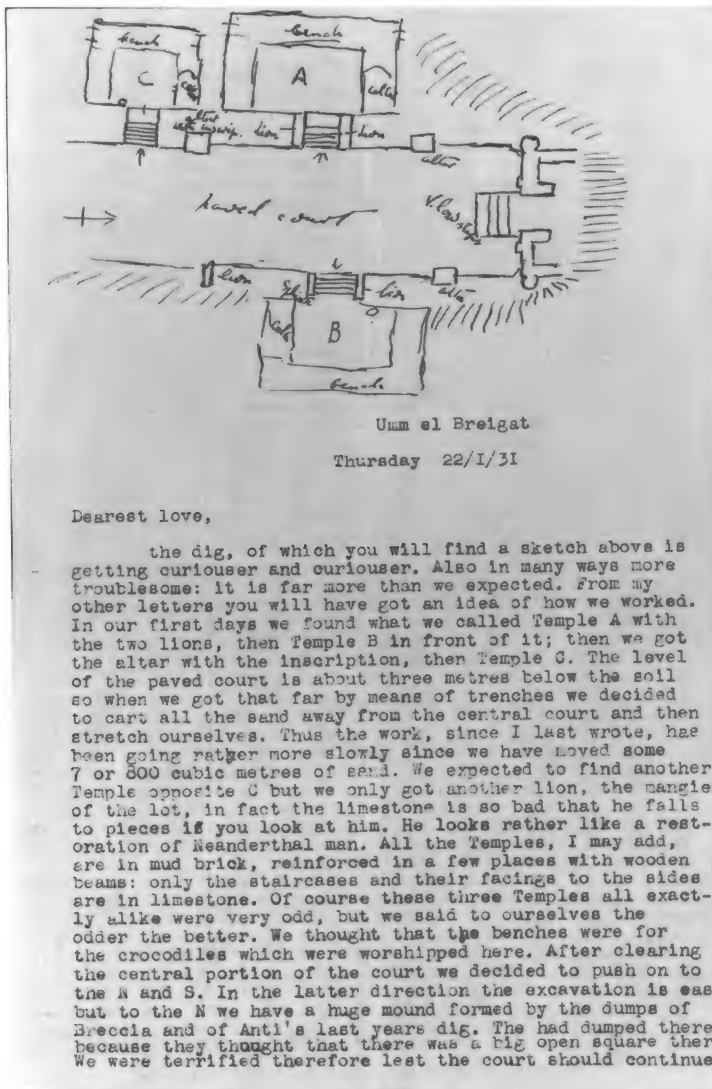 bench
bench
C
A
altar
altar with inscrip.
lion
lion
altar
paved court
V. low steps
lion
lion
altar
B
bench
Umm el Breigat
Thursday 22/I/31
Dearest love,
the dig, of which you will find a sketch above is
getting curiouser and curiouser. Also in many ways more
troublesome: it is far more than we expected. From my
other letters you will have got an idea of how we worked.
In our first days we found what we called Temple A with
the two lions, then Temple B in front of it; then we got
the altar with the inscription, then Temple C. The level
of the paved court is about three metres below the soil
so when we got that far by means of trenches we decided
to cart all the sand away from the central court and then
stretch ourselves. Thus the work, since I last wrote, has
been going rather more slowly since we have moved some
7 or 800 cubic metres of sand. We expected to find another
Temple opposite C but we only got another lion, the mangie
of the lot, in fact the limestone is so bad that he falls
to pieces if you look at him. He looks rather like a rest-
oration of Neanderthal man. All the Temples, I may add,
are in mud brick, reinforced in a few places with wooden
beams: only the staircases and their facings to the sides
are in limestone. Of course these three Temples all exact-
ly alike were very odd, but we said to ourselves the
odder the better. We thought that the benches were for
the crocodiles which were worshipped here. After clearing
the central portion of the court we decided to push on to
the N and S. In the latter direction the excavation is eas
but to the N we have a huge mound formed by the dumps of
Breccia and of Anti's last years dig. The had dumped there
because they thought that there was a big open square ther
We were terrified therefore lest the court should continue